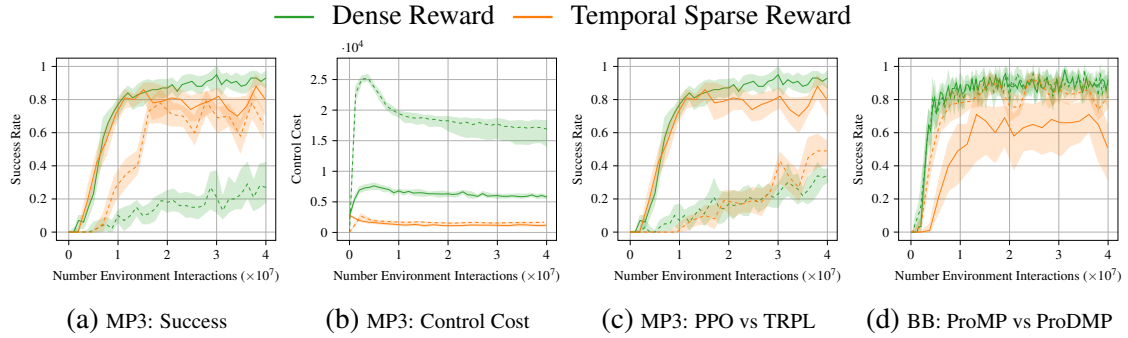 Dense Reward Temporal Sparse Reward
1
0.8
0.6
0.4
0.2
0
Success Rate
0 1 2 3 4
Number Environment Interactions (×10⁷)
(a) MP3: Success
·10⁴
2.5
2.0
1.5
1.0
0.5
0.0
Control Cost
0 1 2 3 4
Number Environment Interactions (×10⁷)
(b) MP3: Control Cost
1
0.8
0.6
0.4
0.2
0
Success Rate
0 1 2 3 4
Number Environment Interactions (×10⁷)
(c) MP3: PPO vs TRPL
1
0.8
0.6
0.4
0.2
0
Success Rate
0 1 2 3 4
Number Environment Interactions (×10⁷)
(d) BB: ProMP vs ProDMP